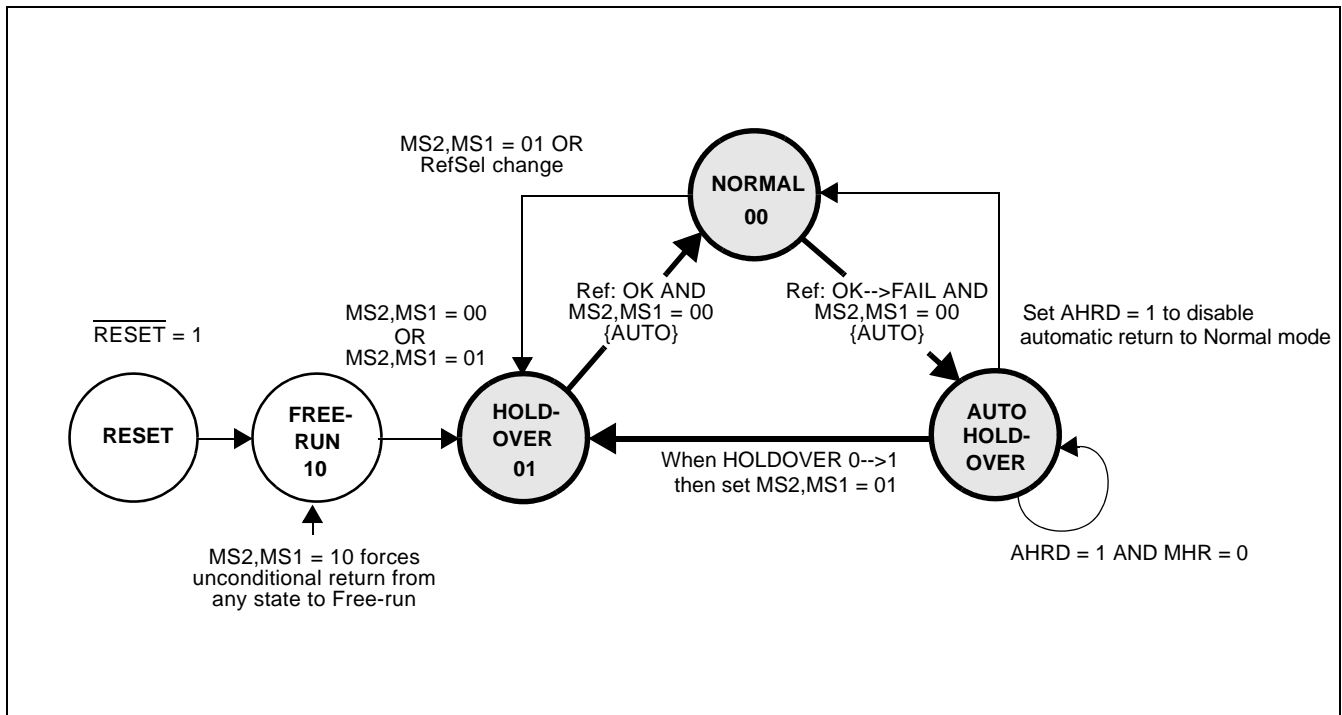 MS2,MS1 = 01 OR
RefSel change
NORMAL
00
Ref: OK AND
MS2,MS1 = 00
{AUTO}
Ref: OK-->FAIL AND
MS2,MS1 = 00
{AUTO}
MS2,MS1 = 00
OR
MS2,MS1 = 01
RESET = 1
Set AHRD = 1 to disable
automatic return to Normal mode
RESET
FREE-
RUN
10
HOLD-
OVER
01
AUTO
HOLD-
OVER
When HOLDOVER 0-->1
then set MS2,MS1 = 01
MS2,MS1 = 10 forces
unconditional return from
any state to Free-run
AHRD = 1 AND MHR = 0